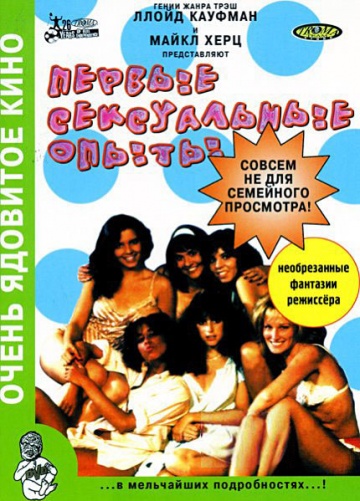 ГЕНИИ ЖАНРА ТРЭШ
ЛЛОЙД КАУФМАН
И
МАЙКЛ ХЕРЦ
ПРЕДСТАВЛЯЮТ
ПЕРВЫЕ
СЕКСУАЛЬНЫЕ
ОПЫТЫ
СОВСЕМ
НЕ ДЛЯ
СЕМЕЙНОГО
ПРОСМОТРА!
необрезанные
фантазии
режиссёра
ОЧЕНЬ ЯДОВИТОЕ КИНО
...в мельчайших подробностях...!